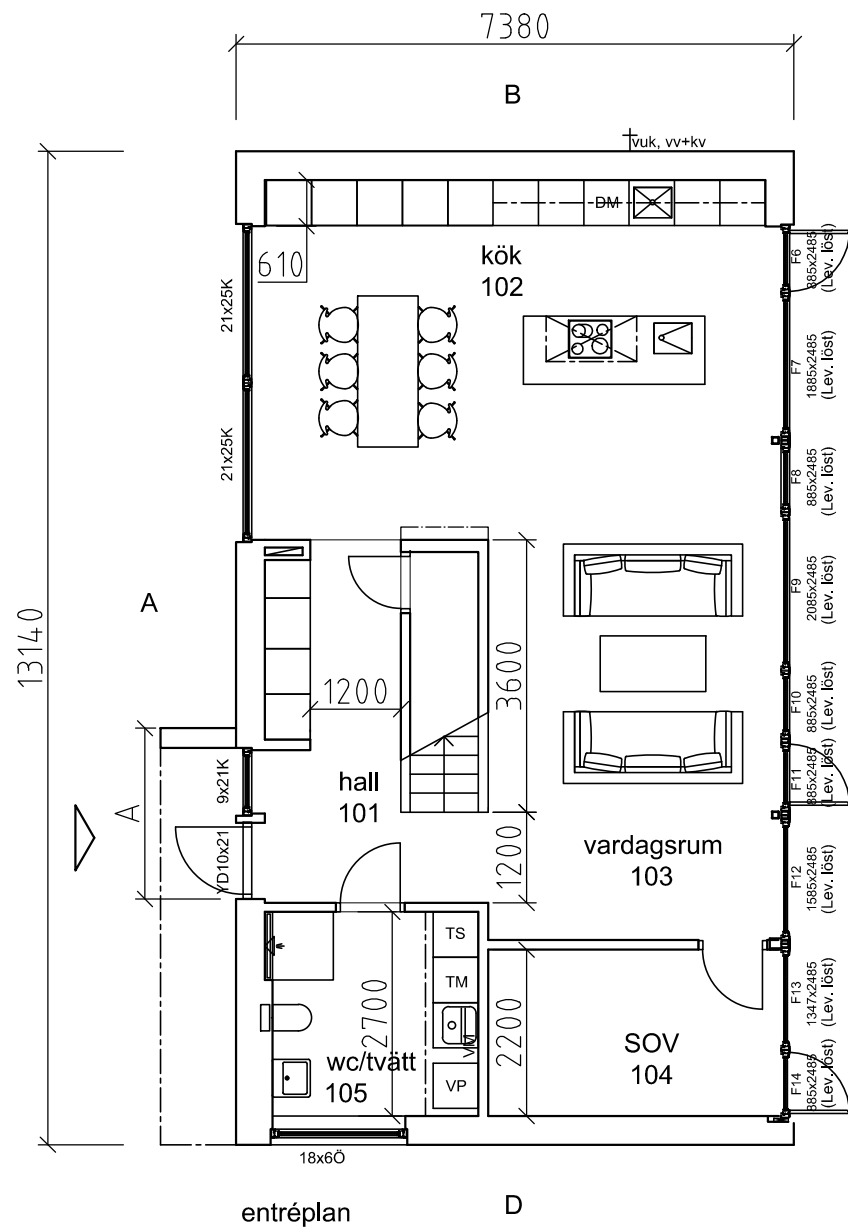 7380
B
vuk, vv+kv
DM
kök
102
610
21x25K
21x25K
F6
885x2485
(Lev. löst)
F7
1885x2485
(Lev. löst)
F8
885x2485
(Lev. löst)
F9
2085x2485
(Lev. löst)
F10
885x2485
(Lev. löst)
F11
885x2485
(Lev. löst)
F12
1585x2485
(Lev. löst)
F13
1347x2485
(Lev. löst)
F14
885x2485
(Lev. löst)
A
13140
1200
3600
9x21K
hall
101
A
YD10x21
1200
vardagsrum
103
TS
TM
VM
VP
2700
2200
wc/tvätt
105
SOV
104
18x6Ö
entréplan
D